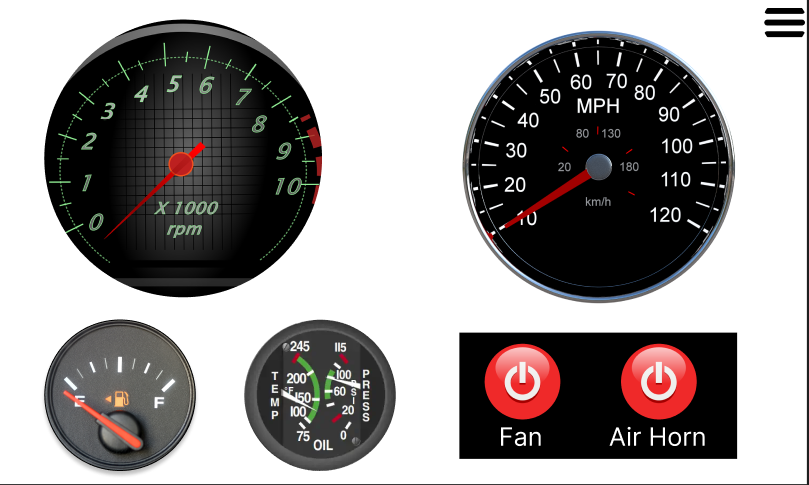 0
1
2
3
4
5
6
7
8
9
10
X 1000
rpm
10
20
30
40
50
60
70
80
90
100
110
120
MPH
80 130
20 180
km/h
E F
TEMP
245
200
°F
150
100
75
OIL
115
100
60
20
0
PSI
PRESS
Fan
Air Horn